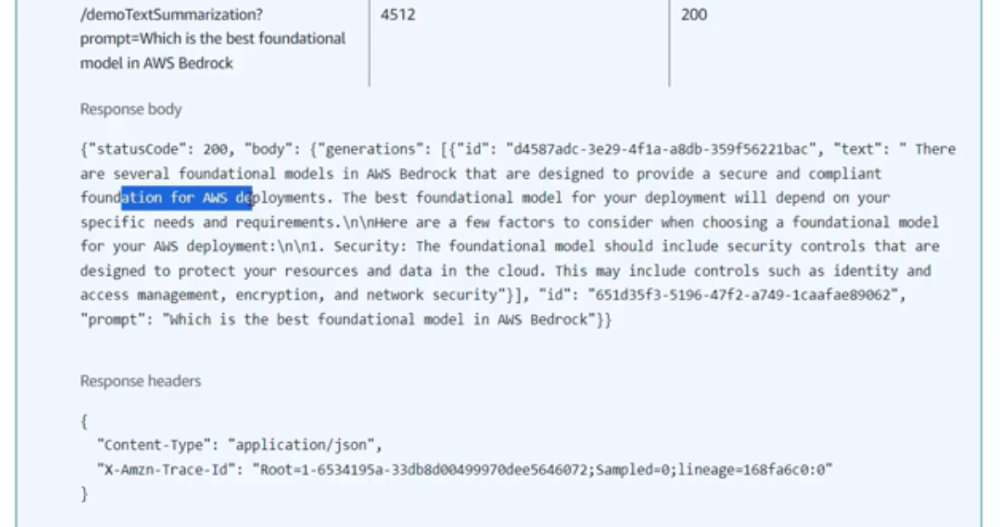 /demoTextSummarization? 4512 200
prompt=Which is the best foundational
model in AWS Bedrock
Response body
{"statusCode": 200, "body": {"generations": [{"id": "d4587adc-3e29-4f1a-a8db-359f56221bac", "text": " There
are several foundational models in AWS Bedrock that are designed to provide a secure and compliant
foundation for AWS deployments. The best foundational model for your deployment will depend on your
specific needs and requirements.\n\nHere are a few factors to consider when choosing a foundational model
for your AWS deployment:\n\n1. Security: The foundational model should include security controls that are
designed to protect your resources and data in the cloud. This may include controls such as identity and
access management, encryption, and network security"}], "id": "651d35f3-5196-47f2-a749-1caafae89062",
"prompt": "Which is the best foundational model in AWS Bedrock"}}
Response headers
{
"Content-Type": "application/json",
"X-Amzn-Trace-Id": "Root=1-6534195a-33db8d00499970dee5646072;Sampled=0;lineage=168fa6c0:0"
}